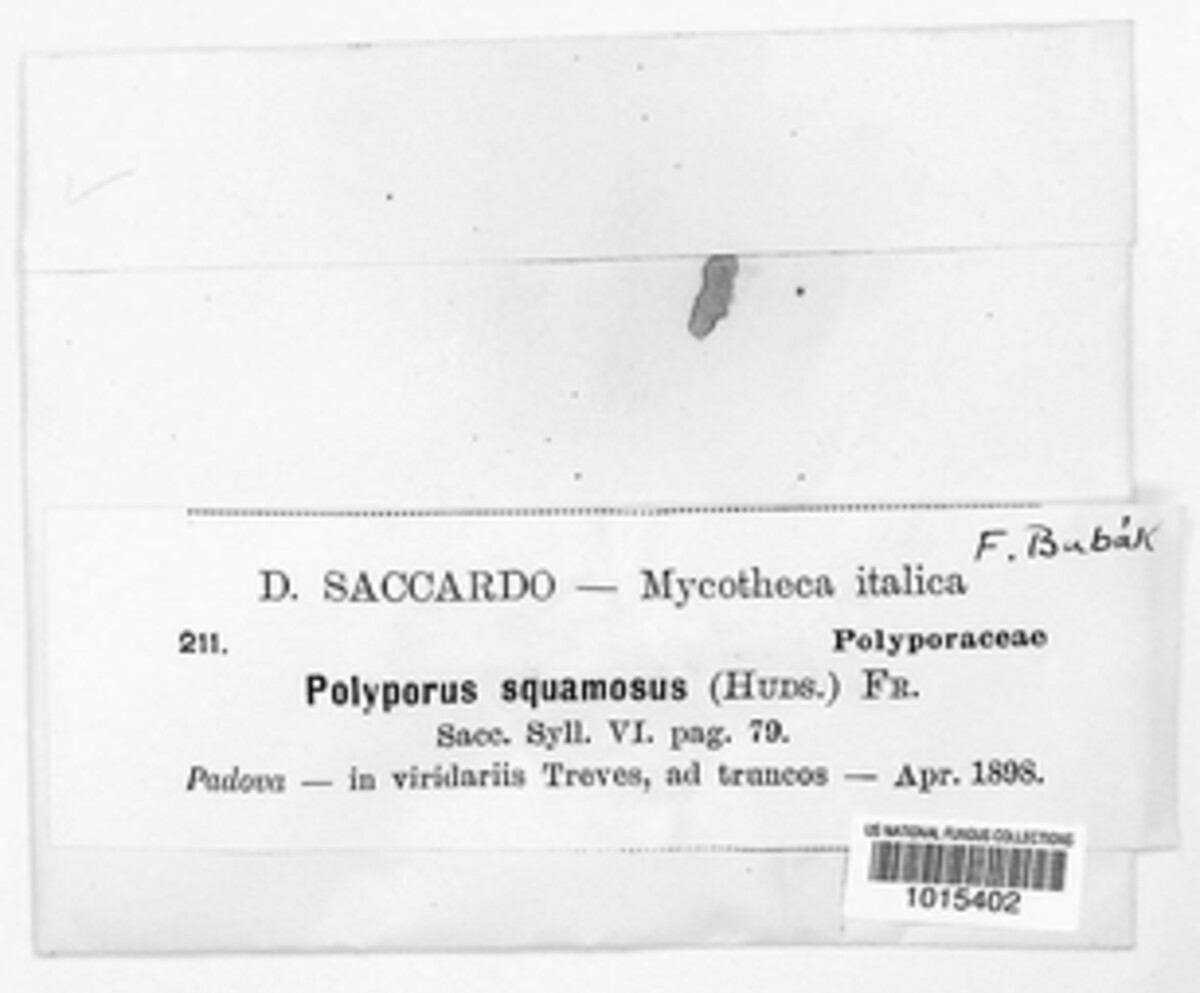 F. Bubák
D. SACCARDO — Mycotheca italica
211. Polyporaceae
Polyporus squamosus (HUDS.) FR.
Sacc. Syll. VI. pag. 79.
Padova — in viridariis Treves, ad truncos — Apr. 1898.
US NATIONAL FUNGUS COLLECTIONS
1015402